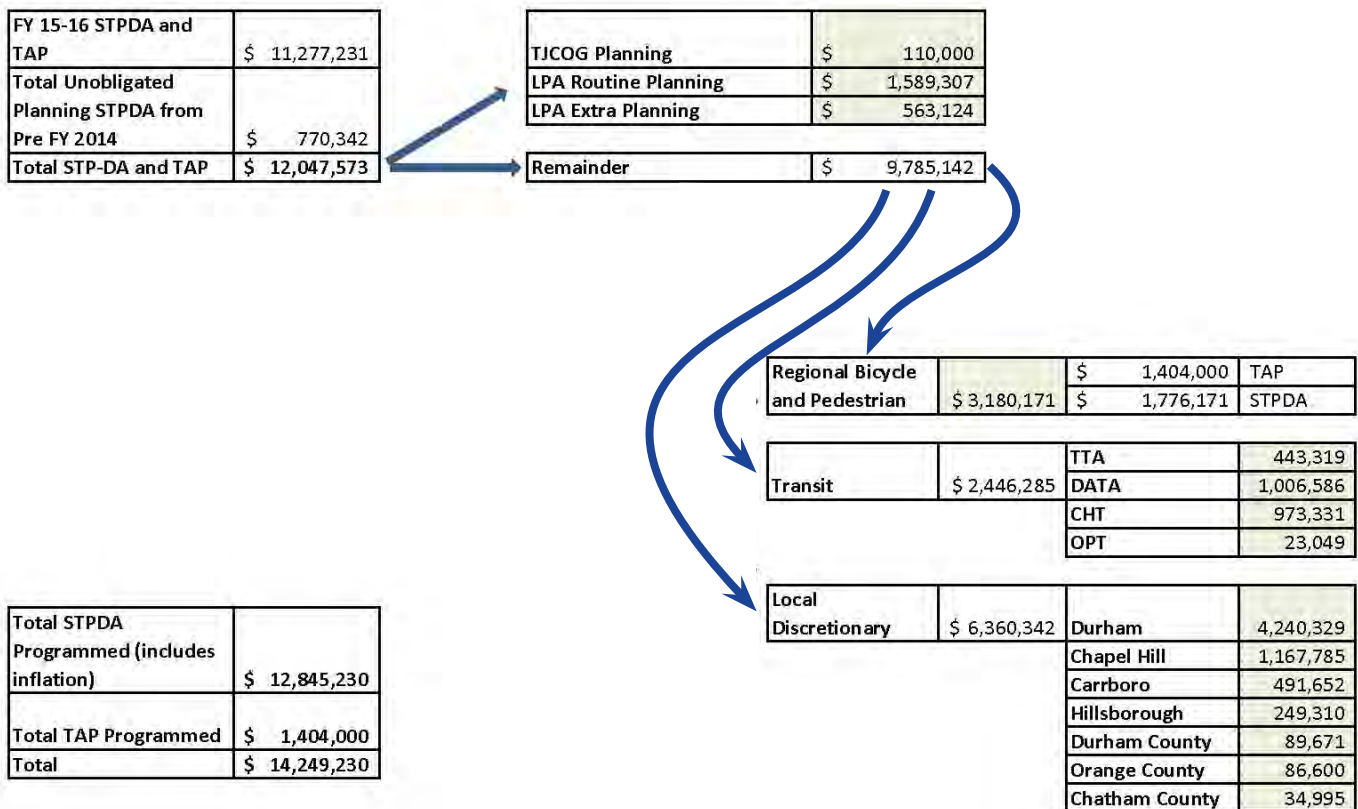 FY 15-16 STPDA and
TAP $ 11,277,231
Total Unobligated
Planning STPDA from
Pre FY 2014 $ 770,342
Total STP-DA and TAP $ 12,047,573
TJCOG Planning $ 110,000
LPA Routine Planning $ 1,589,307
LPA Extra Planning $ 563,124
Remainder $ 9,785,142
Regional Bicycle $ 1,404,000 TAP
and Pedestrian $ 3,180,171 $ 1,776,171 STPDA
TTA 443,319
Transit $ 2,446,285 DATA 1,006,586
CHT 973,331
OPT 23,049
Local
Discretionary $ 6,360,342 Durham 4,240,329
Chapel Hill 1,167,785
Carrboro 491,652
Hillsborough 249,310
Durham County 89,671
Orange County 86,600
Chatham County 34,995
Total STPDA
Programmed (includes
inflation) $ 12,845,230
Total TAP Programmed $ 1,404,000
Total $ 14,249,230